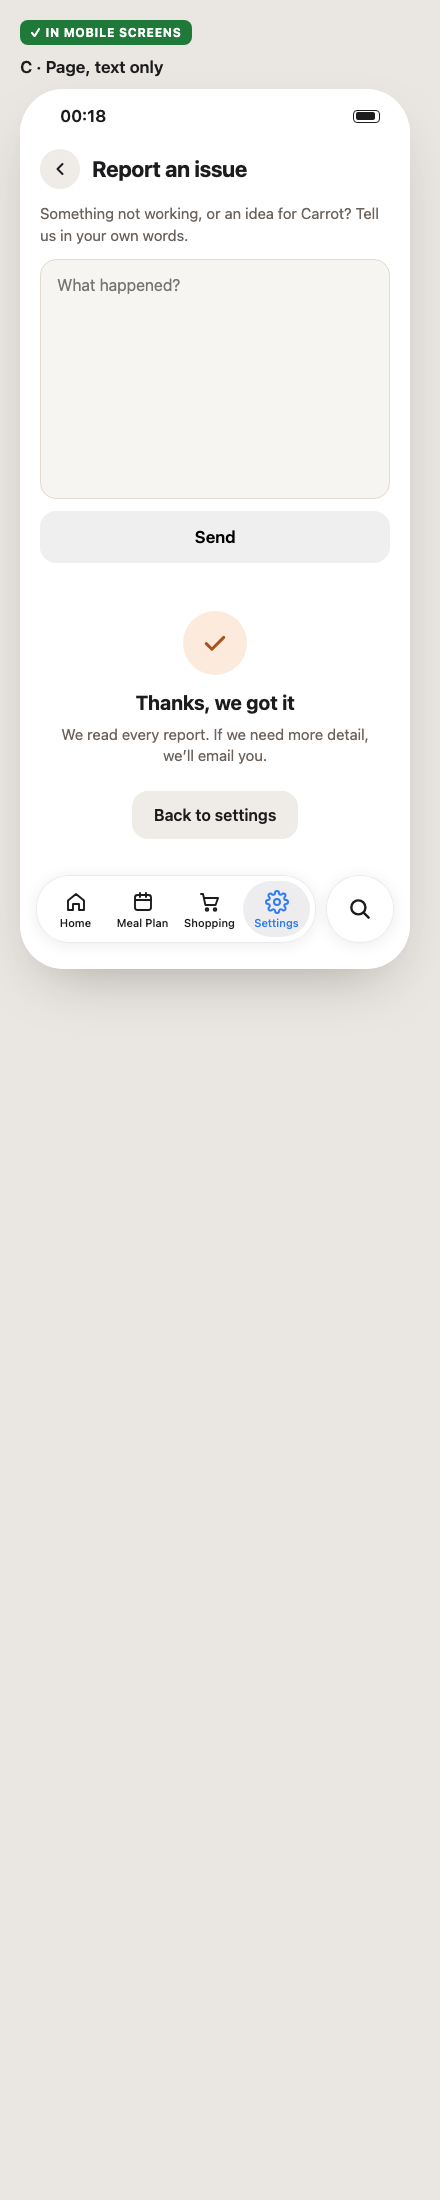 ✓ IN MOBILE SCREENS
C · Page, text only
00:18
Report an issue
Something not working, or an idea for Carrot? Tell
us in your own words.
What happened?
Send
Thanks, we got it
We read every report. If we need more detail,
we'll email you.
Back to settings
Home
Meal Plan
Shopping
Settings